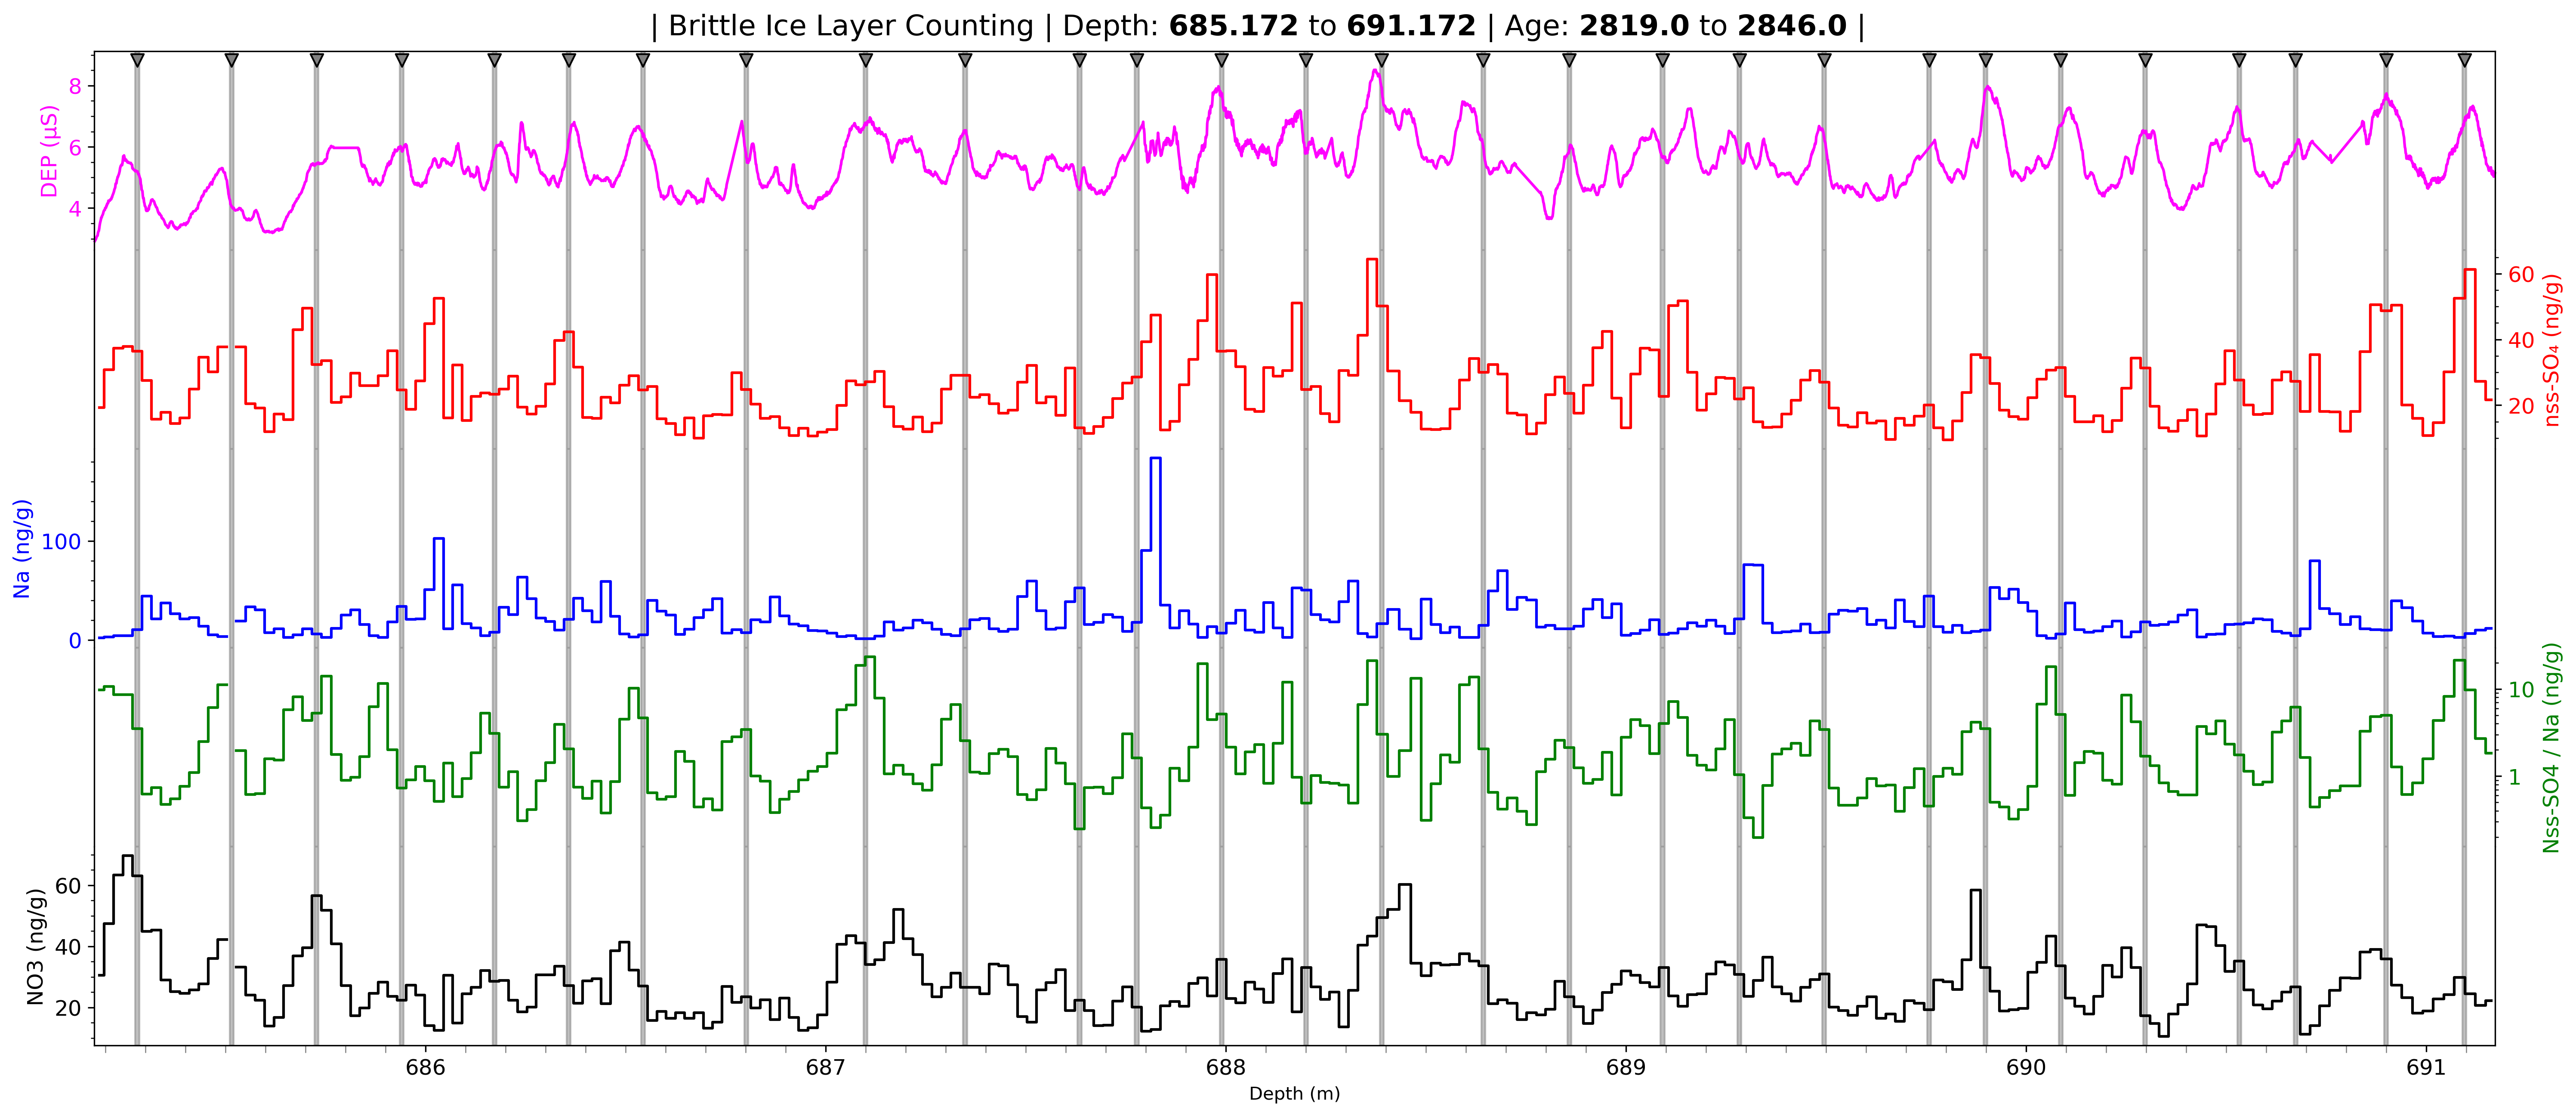 | Brittle Ice Layer Counting | Depth: 685.172 to 691.172 | Age: 2819.0 to 2846.0 |
DEP (μS)
8
6
4
nss-SO₄ (ng/g)
60
40
20
Na (ng/g)
100
0
Nss-SO4 / Na (ng/g)
10
1
NO3 (ng/g)
60
40
20
686 687 688 689 690 691
Depth (m)